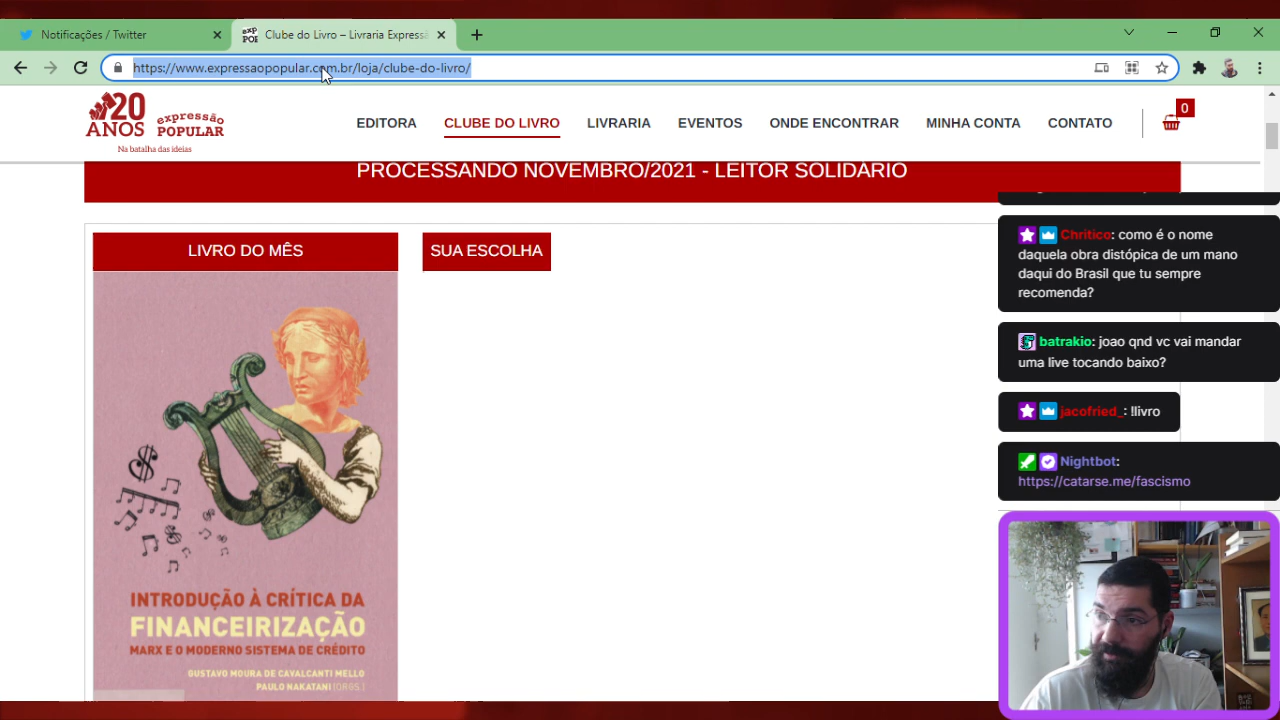 Notificações / Twitter
Clube do Livro – Livraria Express
https://www.expressaopopular.com.br/loja/clube-do-livro/
20
ANOS
expressão
POPULAR
Na batalha das ideias
EDITORA
CLUBE DO LIVRO
LIVRARIA
EVENTOS
ONDE ENCONTRAR
MINHA CONTA
CONTATO
0
PROCESSANDO NOVEMBRO/2021 - LEITOR SOLIDÁRIO
LIVRO DO MÊS
SUA ESCOLHA
INTRODUÇÃO À CRÍTICA DA
FINANCEIRIZAÇÃO
MARX E O MODERNO SISTEMA DE CRÉDITO
GUSTAVO MOURA DE CAVALCANTI MELLO
PAULO NAKATANI [ORGS.]
Chritico: como é o nome
daquela obra distópica de um mano
daqui do Brasil que tu sempre
recomenda?
batrakio: joao qnd vc vai mandar
uma live tocando baixo?
jacofried_: !livro
Nightbot:
https://catarse.me/fascismo